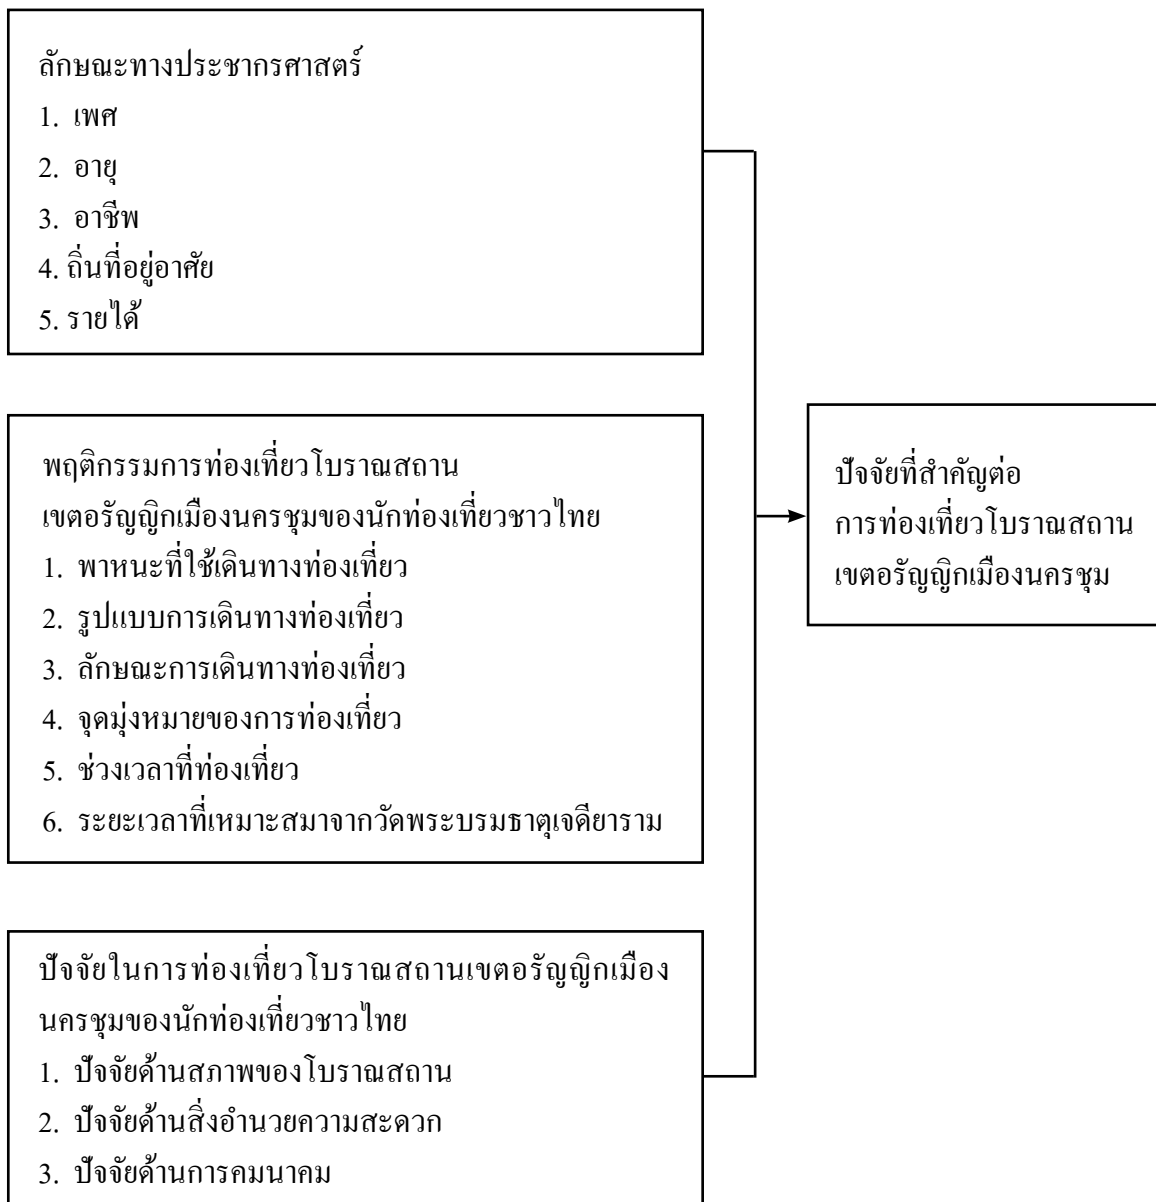 ลักษณะทางประชากรศาสตร์
1. เพศ
2. อายุ
3. อาชีพ
4. ถิ่นที่อยู่อาศัย
5. รายได้
พฤติกรรมการท่องเที่ยวโบราณสถาน
เขตอรัญญิกเมืองนครชุมของนักท่องเที่ยวชาวไทย
1. พาหนะที่ใช้เดินทางท่องเที่ยว
2. รูปแบบการเดินทางท่องเที่ยว
3. ลักษณะการเดินทางท่องเที่ยว
4. จุดมุ่งหมายของการท่องเที่ยว
5. ช่วงเวลาที่ท่องเที่ยว
6. ระยะเวลาที่เหมาะสมาจากวัดพระบรมธาตุเจดียาราม
ปัจจัยในการท่องเที่ยวโบราณสถานเขตอรัญญิกเมือง
นครชุมของนักท่องเที่ยวชาวไทย
1. ปัจจัยด้านสภาพของโบราณสถาน
2. ปัจจัยด้านสิ่งอำนวยความสะดวก
3. ปัจจัยด้านการคมนาคม
ปัจจัยที่สำคัญต่อ
การท่องเที่ยวโบราณสถาน
เขตอรัญญิกเมืองนครชุม